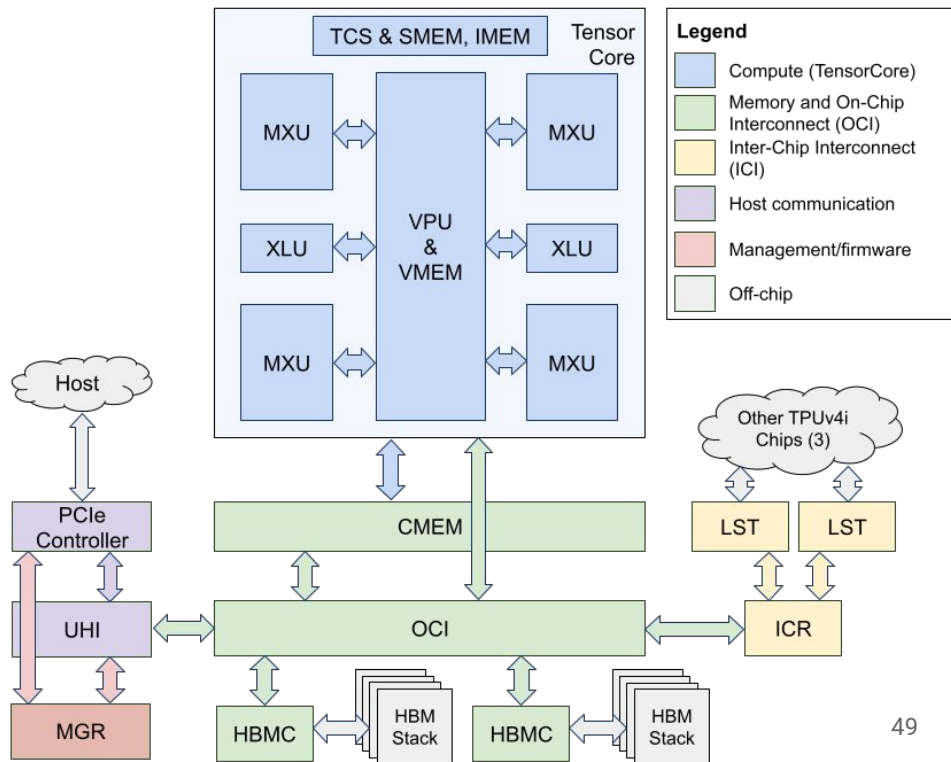 TCS & SMEM, IMEM
Tensor
Core
MXU
MXU
VPU
&
VMEM
XLU
XLU
MXU
MXU
Legend
Compute (TensorCore)
Memory and On-Chip
Interconnect (OCI)
Inter-Chip Interconnect
(ICI)
Host communication
Management/firmware
Off-chip
Host
Other TPUv4i
Chips (3)
PCIe
Controller
CMEM
LST
LST
UHI
OCI
ICR
MGR
HBMC
HBM
Stack
HBMC
HBM
Stack
49